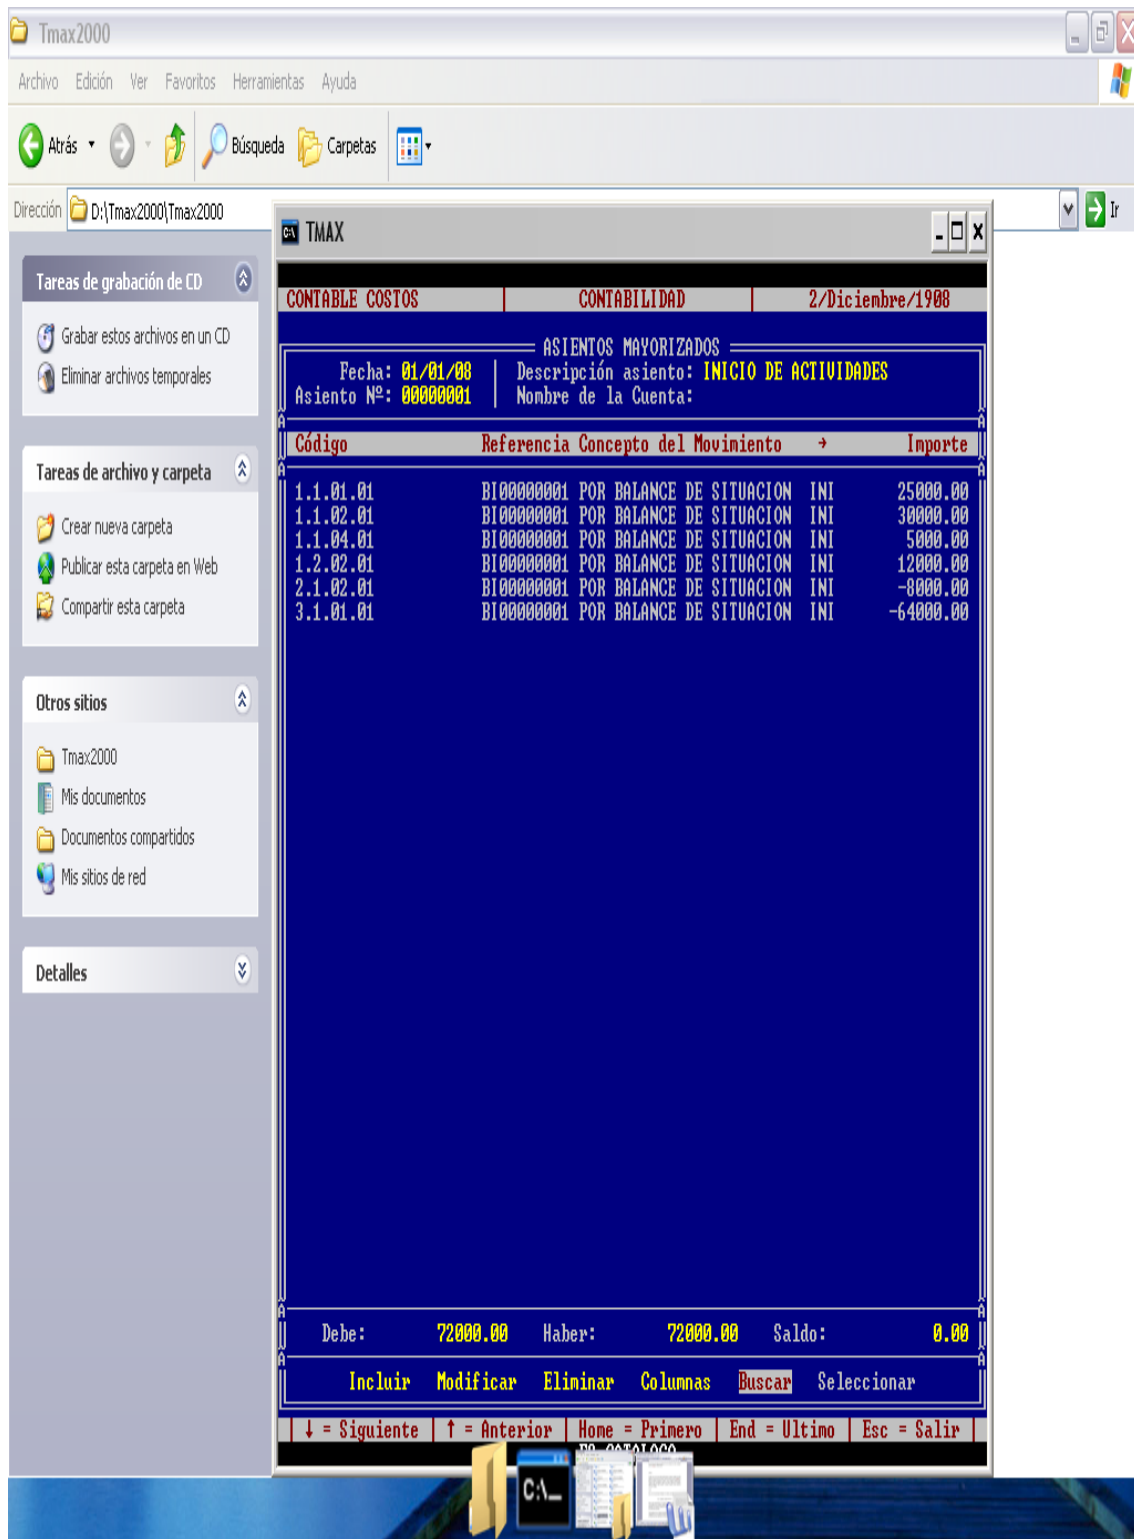 Tmax2000
Archivo Edición Ver Favoritos Herramientas Ayuda
Atrás Búsqueda Carpetas
Dirección D:\Tmax2000\Tmax2000 Ir
Tareas de grabación de CD
Grabar estos archivos en un CD
Eliminar archivos temporales
Tareas de archivo y carpeta
Crear nueva carpeta
Publicar esta carpeta en Web
Compartir esta carpeta
Otros sitios
Tmax2000
Mis documentos
Documentos compartidos
Mis sitios de red
Detalles
TMAX
CONTABLE COSTOS CONTABILIDAD 2/Diciembre/1908
ASIENTOS MAYORIZADOS
Fecha: 01/01/08 Descripción asiento: INICIO DE ACTIVIDADES
Asiento Nº: 00000001 Nombre de la Cuenta:
Código Referencia Concepto del Movimiento → Importe
1.1.01.01 BI00000001 POR BALANCE DE SITUACION INI 25000.00
1.1.02.01 BI00000001 POR BALANCE DE SITUACION INI 30000.00
1.1.04.01 BI00000001 POR BALANCE DE SITUACION INI 5000.00
1.2.02.01 BI00000001 POR BALANCE DE SITUACION INI 12000.00
2.1.02.01 BI00000001 POR BALANCE DE SITUACION INI -8000.00
3.1.01.01 BI00000001 POR BALANCE DE SITUACION INI -64000.00
Debe: 72000.00 Haber: 72000.00 Saldo: 0.00
Incluir Modificar Eliminar Columnas Buscar Seleccionar
↓ = Siguiente ↑ = Anterior Home = Primero End = Ultimo Esc = Salir
C:\_